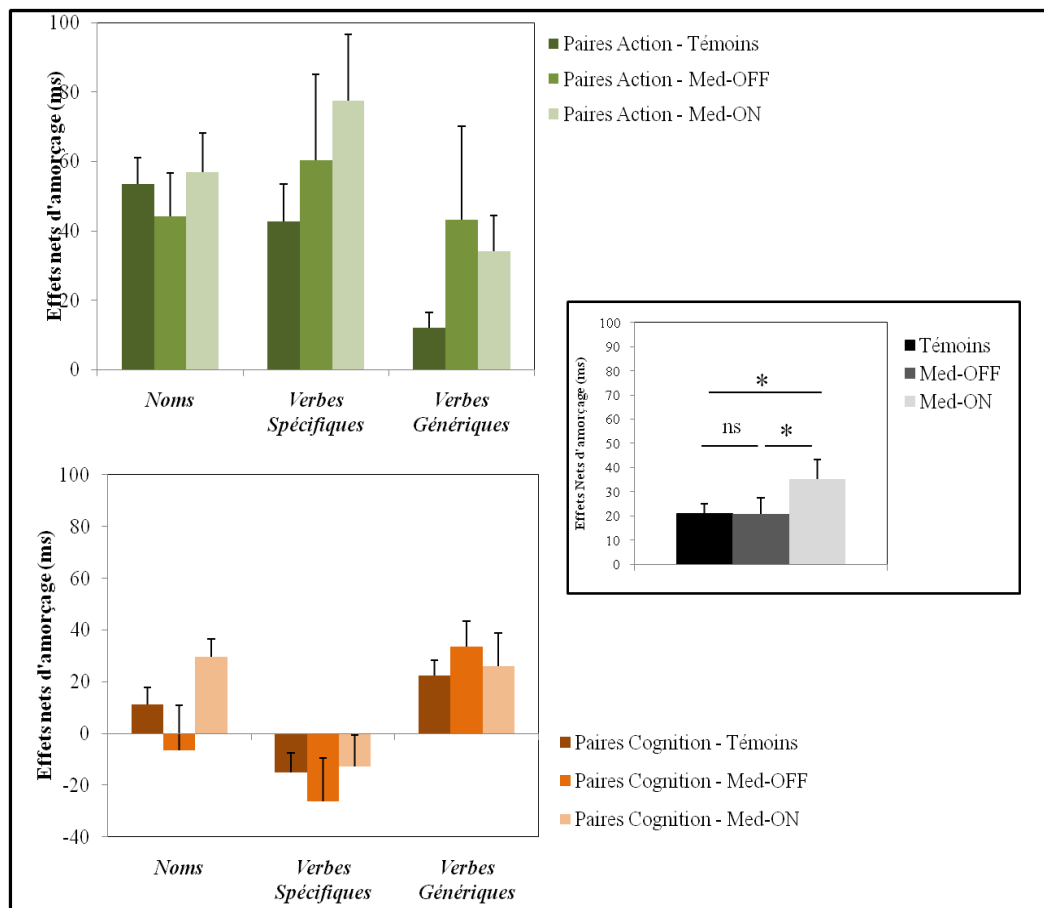 Effets nets d'amorçage (ms)
100
80
60
40
20
0
Noms
Verbes
Spécifiques
Verbes
Génériques
Paires Action - Témoins
Paires Action - Med-OFF
Paires Action - Med-ON
Effets Nets d'amorçage (ms)
100
90
80
70
60
50
40
30
20
10
0
*
ns
*
Témoins
Med-OFF
Med-ON
Effets nets d'amorçage (ms)
100
80
60
40
20
0
-20
-40
Noms
Verbes
Spécifiques
Verbes
Génériques
Paires Cognition - Témoins
Paires Cognition - Med-OFF
Paires Cognition - Med-ON